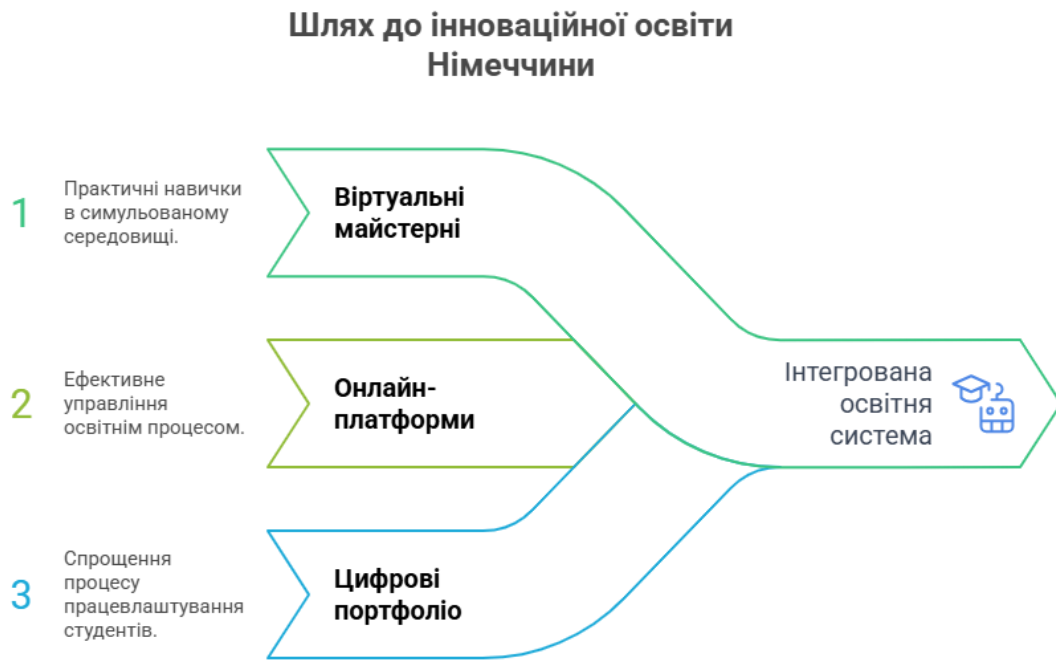 Шлях до інноваційної освіти
Німеччини
1
Практичні навички
в симульованому
середовищі.
Віртуальні
майстерні
2
Ефективне
управління
освітнім процесом.
Онлайн-
платформи
Інтегрована
освітня
система
3
Спрощення
процесу
працевлаштування
студентів.
Цифрові
портфоліо